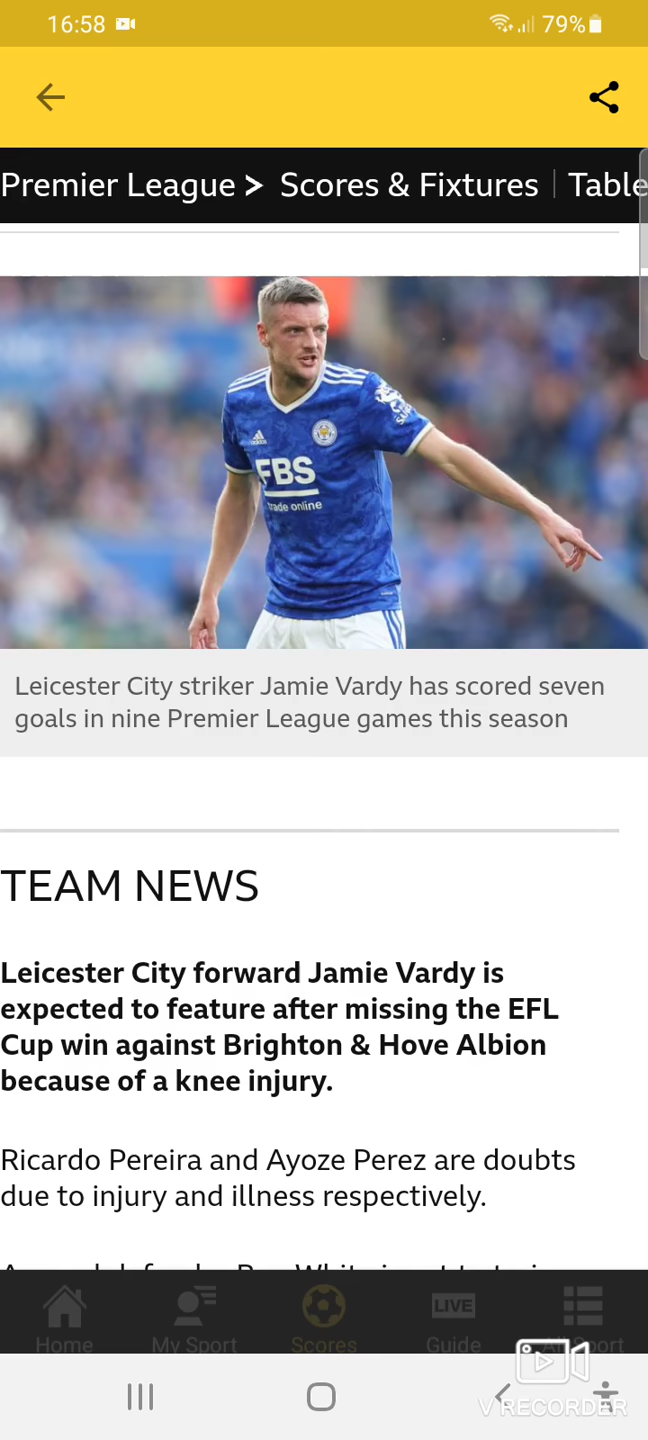 16:58
79%
Premier League > Scores & Fixtures Table
adidas
FBS
trade online
Leicester City striker Jamie Vardy has scored seven
goals in nine Premier League games this season
TEAM NEWS
Leicester City forward Jamie Vardy is
expected to feature after missing the EFL
Cup win against Brighton & Hove Albion
because of a knee injury.
Ricardo Pereira and Ayoze Perez are doubts
due to injury and illness respectively.
Home My Sport Scores Guide Sport
LIVE
V RECORDER